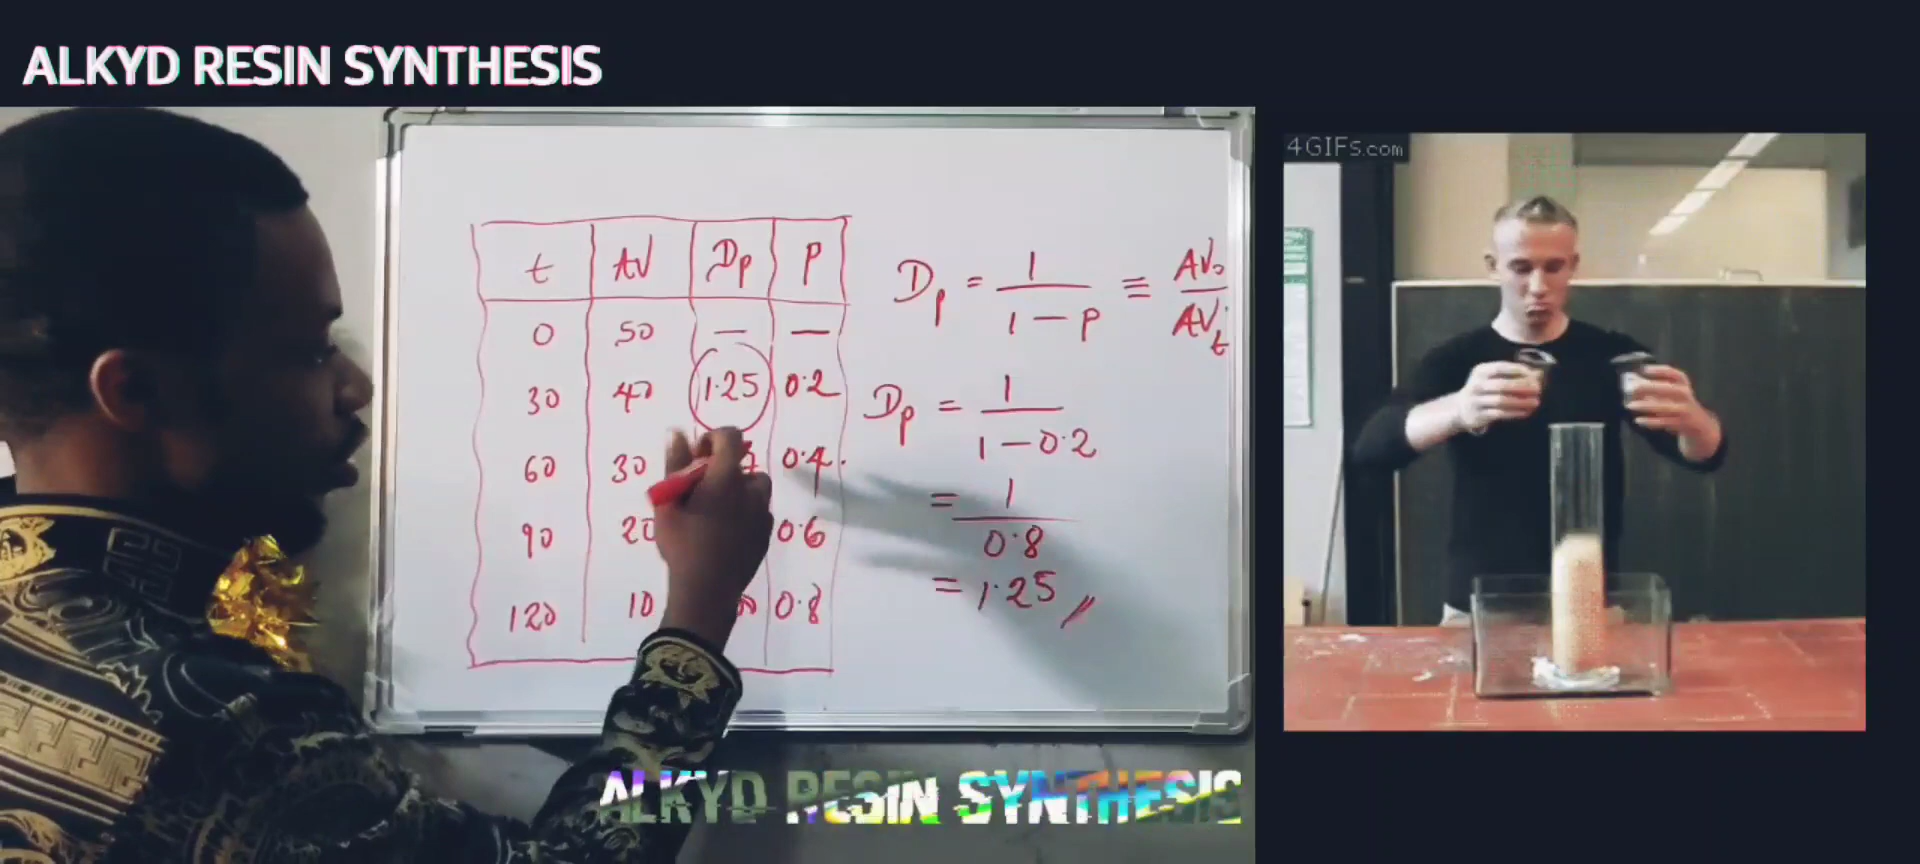 ALKYD RESIN SYNTHESIS
4GIFs.com
t AV Dp P
0 50 — —
30 40 1.25 0.2
60 30 0.4
90 20 0.6
120 10 0.8
Dp = 1 / 1 - P ≡ AV₀ / AVt
Dp = 1 / 1 - 0.2
= 1 / 0.8
= 1.25
ALKYD RESIN SYNTHESIS